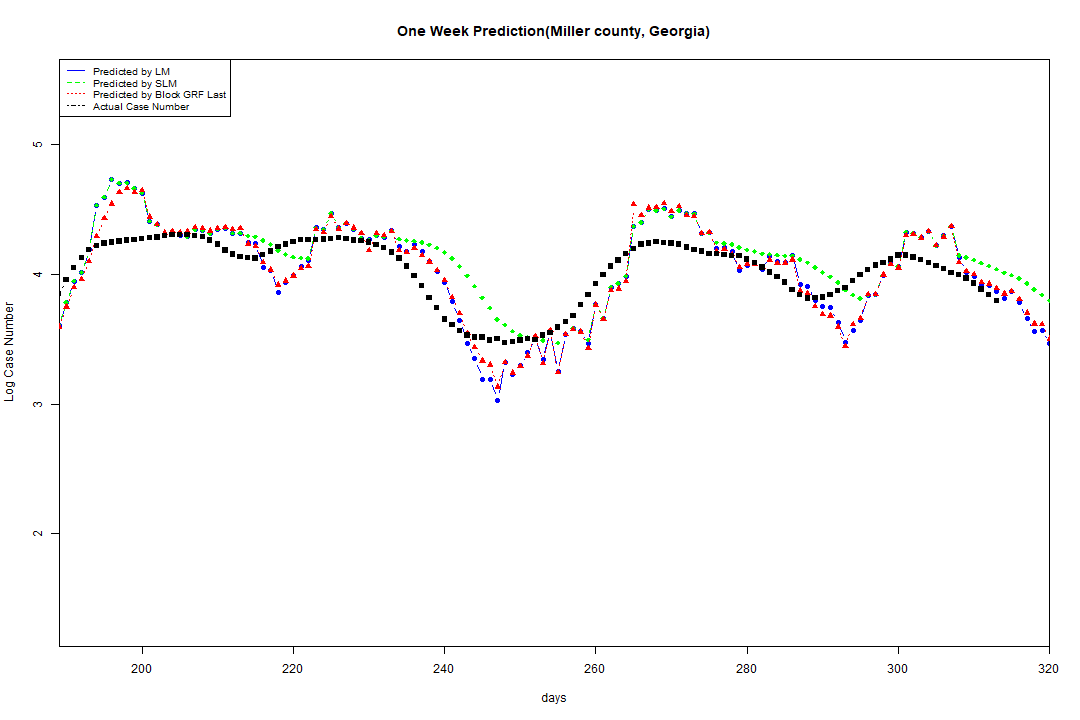 One Week Prediction(Miller county, Georgia)
Predicted by LM
Predicted by SLM
Predicted by Block GRF Last
Actual Case Number
5
4
3
2
Log Case Number
200 220 240 260 280 300 320
days